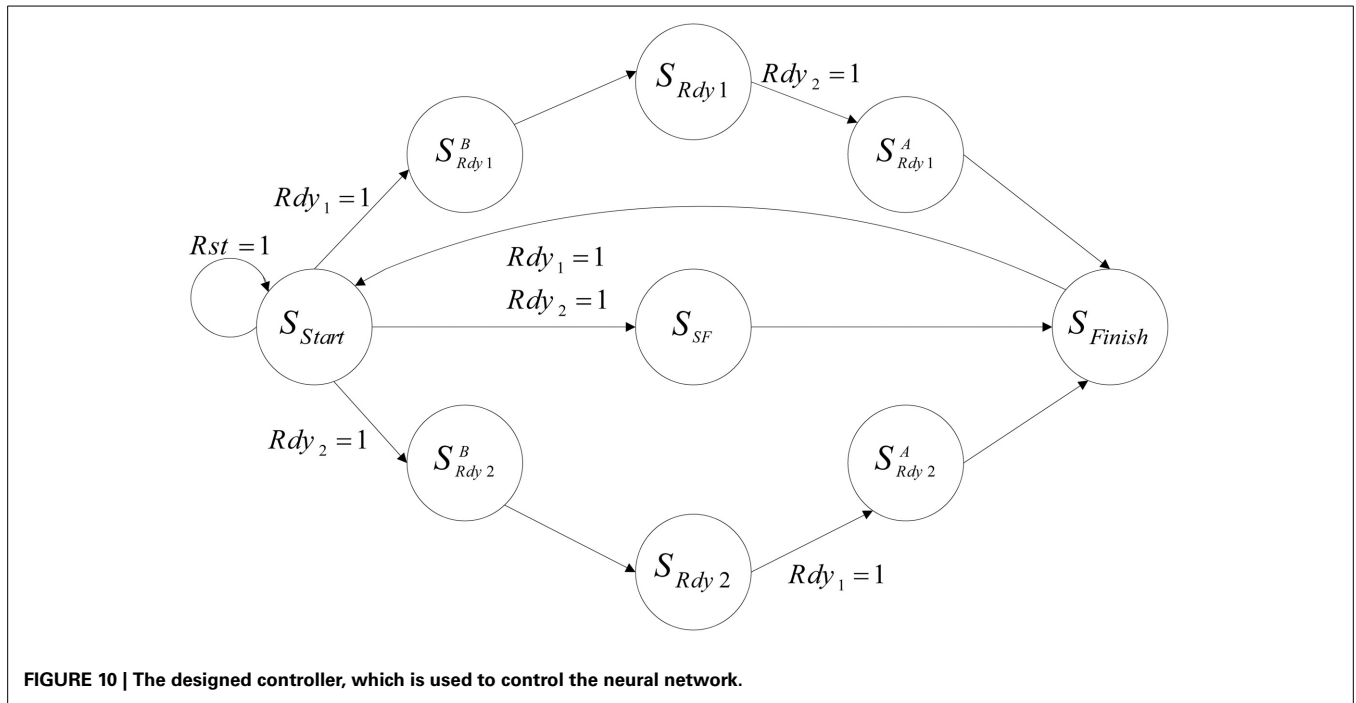 S_{Rdy 1}
Rdy_2 = 1
S^B_{Rdy 1}
S^A_{Rdy 1}
Rdy_1 = 1
Rst = 1
Rdy_1 = 1
Rdy_2 = 1
S_{Start}
S_{SF}
S_{Finish}
Rdy_2 = 1
S^B_{Rdy 2}
S^A_{Rdy 2}
S_{Rdy 2}
Rdy_1 = 1
FIGURE 10 | The designed controller, which is used to control the neural network.